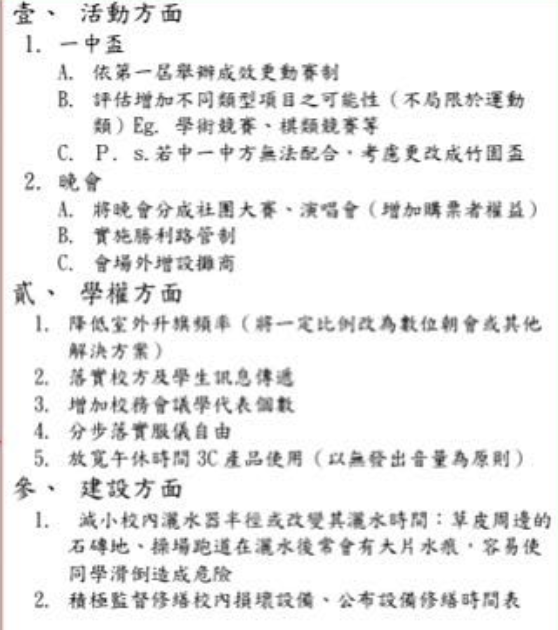 壹、 活動方面
1. 一中盃
A. 依第一屆舉辦成效更動賽制
B. 評估增加不同類型項目之可能性（不局限於運動
類）Eg. 學術競賽、棋類競賽等
C. P. s.若中一中方無法配合，考慮更改成竹園盃
2. 晚會
A. 將晚會分成社團大賽、演唱會（增加購票者權益）
B. 實施勝利路管制
C. 會場外增設攤商
貳、 學權方面
1. 降低室外升旗頻率（將一定比例改為數位朝會或其他
解決方案）
2. 落實校方及學生訊息傳遞
3. 增加校務會議學代表個數
4. 分步落實服儀自由
5. 放寬午休時間 3C 產品使用（以無發出音量為原則）
參、 建設方面
1. 減小校內灑水器半徑或改變其灑水時間：草皮周邊的
石磚地、操場跑道在灑水後常會有大片水痕，容易使
同學滑倒造成危險
2. 積極監督修繕校內損壞設備、公布設備修繕時間表